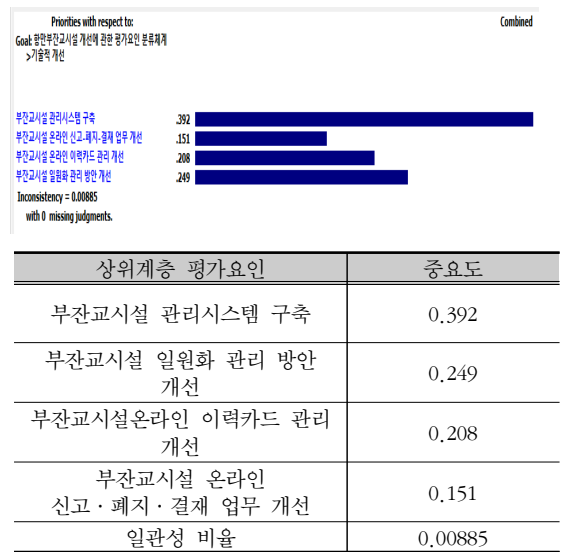 Priorities with respect to:
Combined
Goal: 항만부잔교시설 개선에 관한 평가요인 분류체계
>기술적 개선
부잔교시설 관리시스템 구축 .392
부잔교시설 온라인 신고-폐지-결재 업무 개선 .151
부잔교시설 온라인 이력카드 관리 개선 .208
부잔교시설 일원화 관리 방안 개선 .249
Inconsistency = 0.00885
with 0 missing judgments.
상위계층 평가요인 중요도
부잔교시설 관리시스템 구축 0.392
부잔교시설 일원화 관리 방안
개선 0.249
부잔교시설온라인 이력카드 관리
개선 0.208
부잔교시설 온라인
신고·폐지·결재 업무 개선 0.151
일관성 비율 0.00885